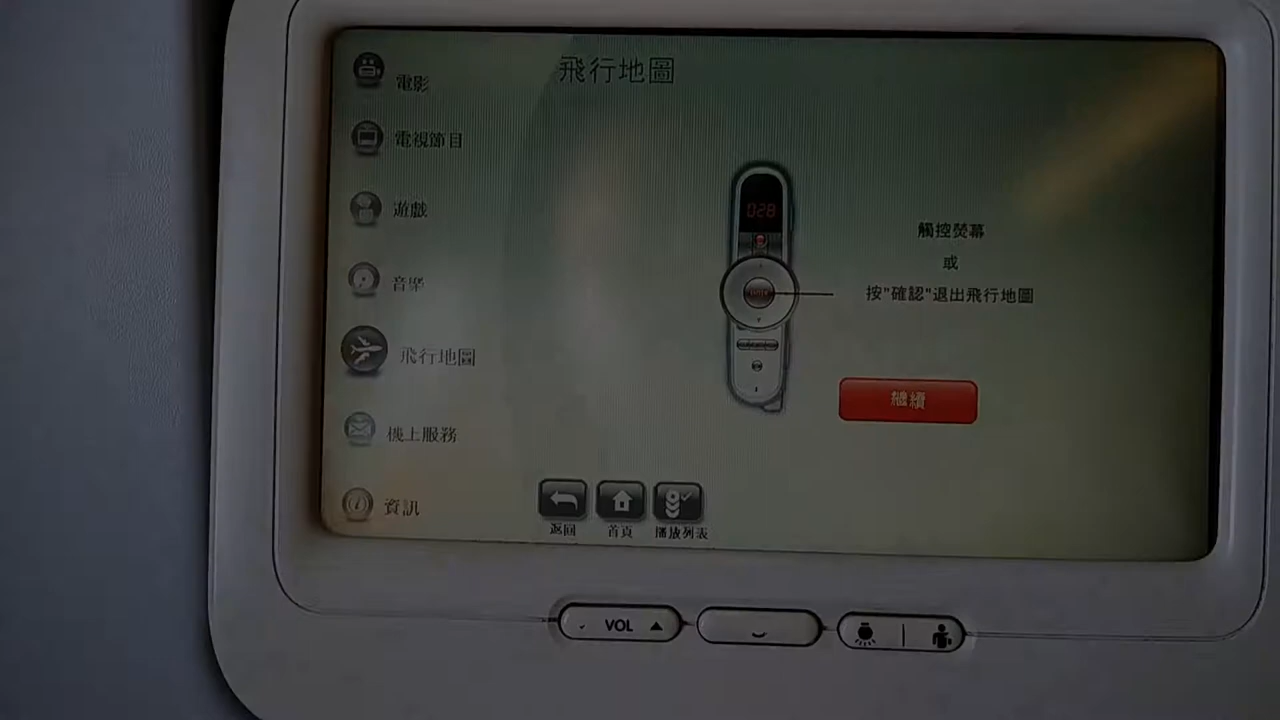 飛行地圖
電影
電視節目
遊戲
音樂
飛行地圖
機上服務
資訊
028
觸控熒幕
或
按"確認"退出飛行地圖
繼續
返回
首頁
播放列表
VOL